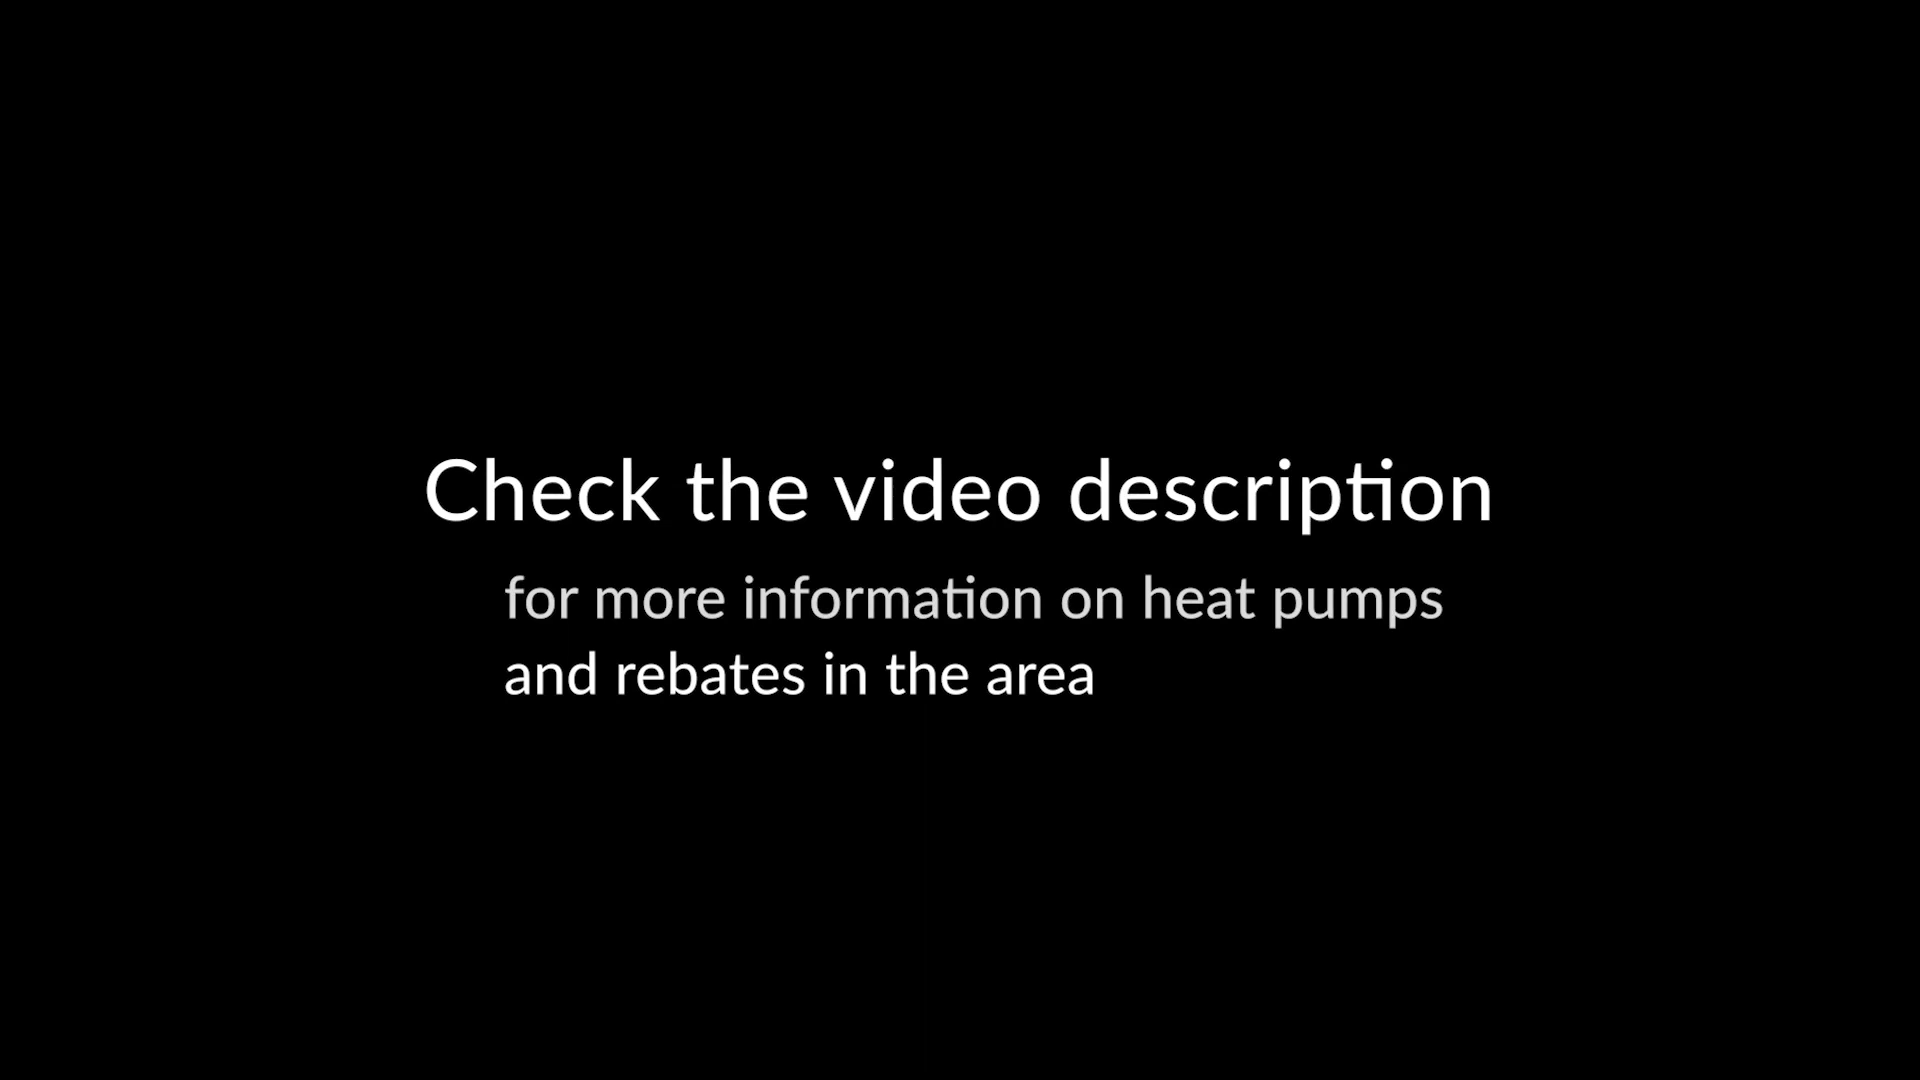 Check the video description
for more information on heat pumps
and rebates in the area